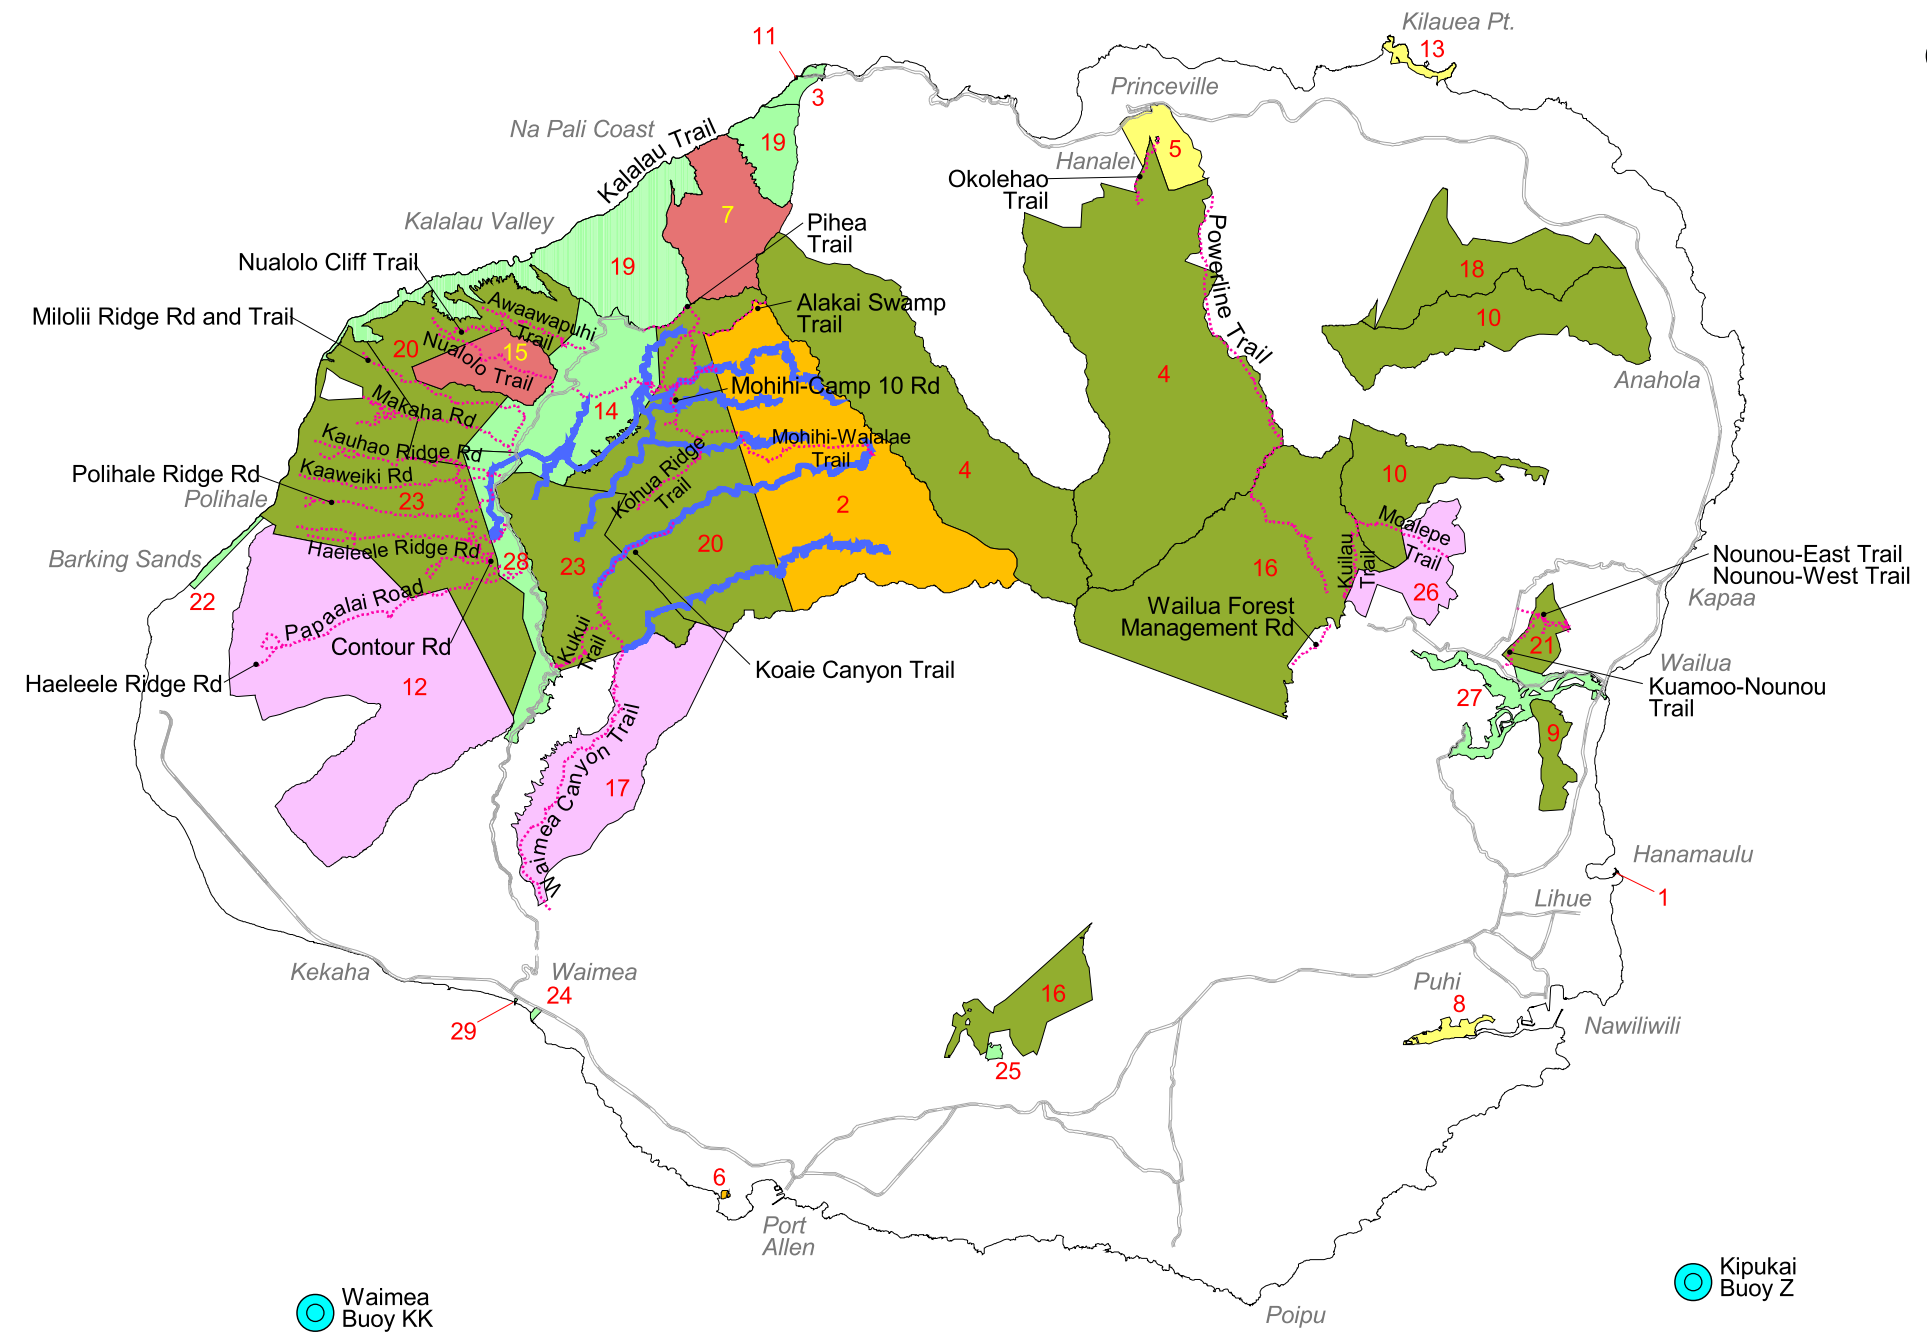 Kilauea Pt.
13
11
3
Princeville
Na Pali Coast
Kalalau Trail
19
5
Hanalei
Okolehao
Trail
7
Kalalau Valley
Pihea
Trail
Powerline Trail
Nualolo Cliff Trail
19
18
Awaawapuhi
Trail
Alakai Swamp
Trail
Milolii Ridge Rd and Trail
10
20
Nualolo Trail
15
4
Anahola
Mohihi-Camp 10 Rd
Makaha Rd
14
Kauhao Ridge Rd
Mohihi-Waialae
Trail
Kaaweiki Rd
Polihale Ridge Rd
Polihale
23
Kohua Ridge
Trail
4
2
10
Moalepe
Trail
Haeleele Ridge Rd
Barking Sands
28
23
20
16
Kuilau
Trail
26
Nounou-East Trail
Nounou-West Trail
Kapaa
22
Papaalai Road
Wailua Forest
Management Rd
Contour Rd
Kukui
Trail
21
Wailua
Koaie Canyon Trail
Kuamoo-Nounou
Trail
Haeleele Ridge Rd
12
27
9
Waimea Canyon Trail
17
Hanamaulu
1
Lihue
Kekaha
Waimea
24
29
16
25
Puhi
8
Nawiliwili
6
Port
Allen
Poipu
Waimea
Buoy KK
Kipukai
Buoy Z